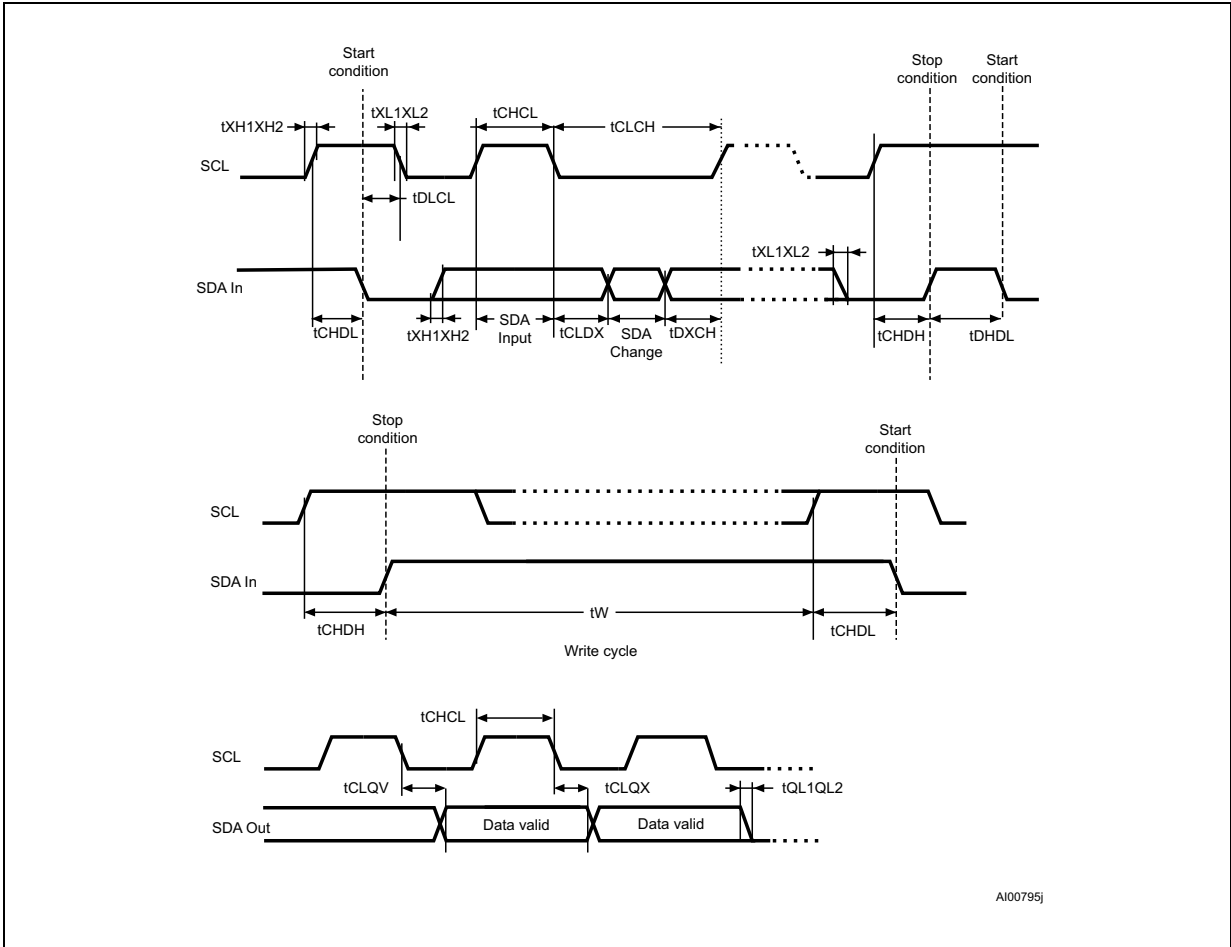 Start
condition
Stop
condition
Start
condition
tXH1XH2
tXL1XL2
tCHCL
tCLCH
SCL
tDLCL
tXL1XL2
SDA In
tCHDL
tXH1XH2
SDA
Input
tCLDX
SDA
Change
tDXCH
tCHDH
tDHDL
Stop
condition
Start
condition
SCL
SDA In
tCHDH
tW
tCHDL
Write cycle
tCHCL
SCL
tCLQV
tCLQX
tQL1QL2
SDA Out
Data valid
Data valid
AI00795j